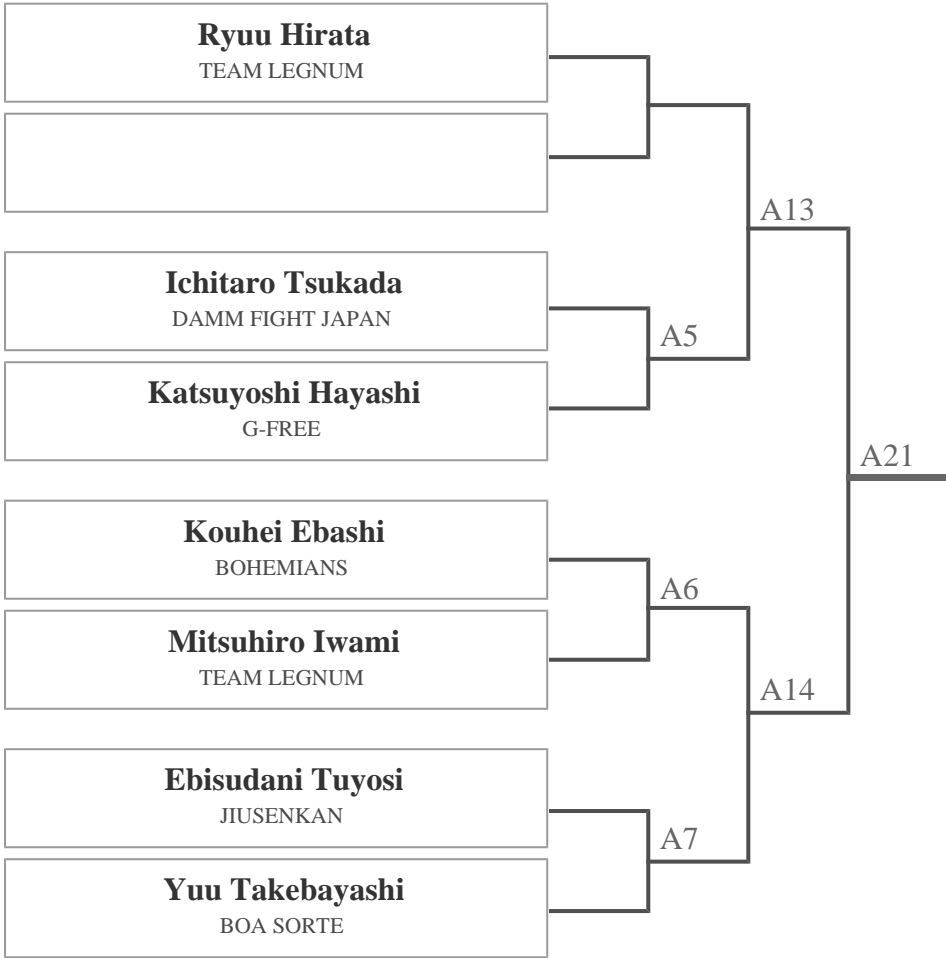 Ryuu Hirata
TEAM LEGNUM
A13
Ichitaro Tsukada
DAMM FIGHT JAPAN
A5
Katsuyoshi Hayashi
G-FREE
A21
Kouhei Ebashi
BOHEMIANS
A6
Mitsuhiro Iwami
TEAM LEGNUM
A14
Ebisudani Tuyosi
JIUSENKAN
A7
Yuu Takebayashi
BOA SORTE